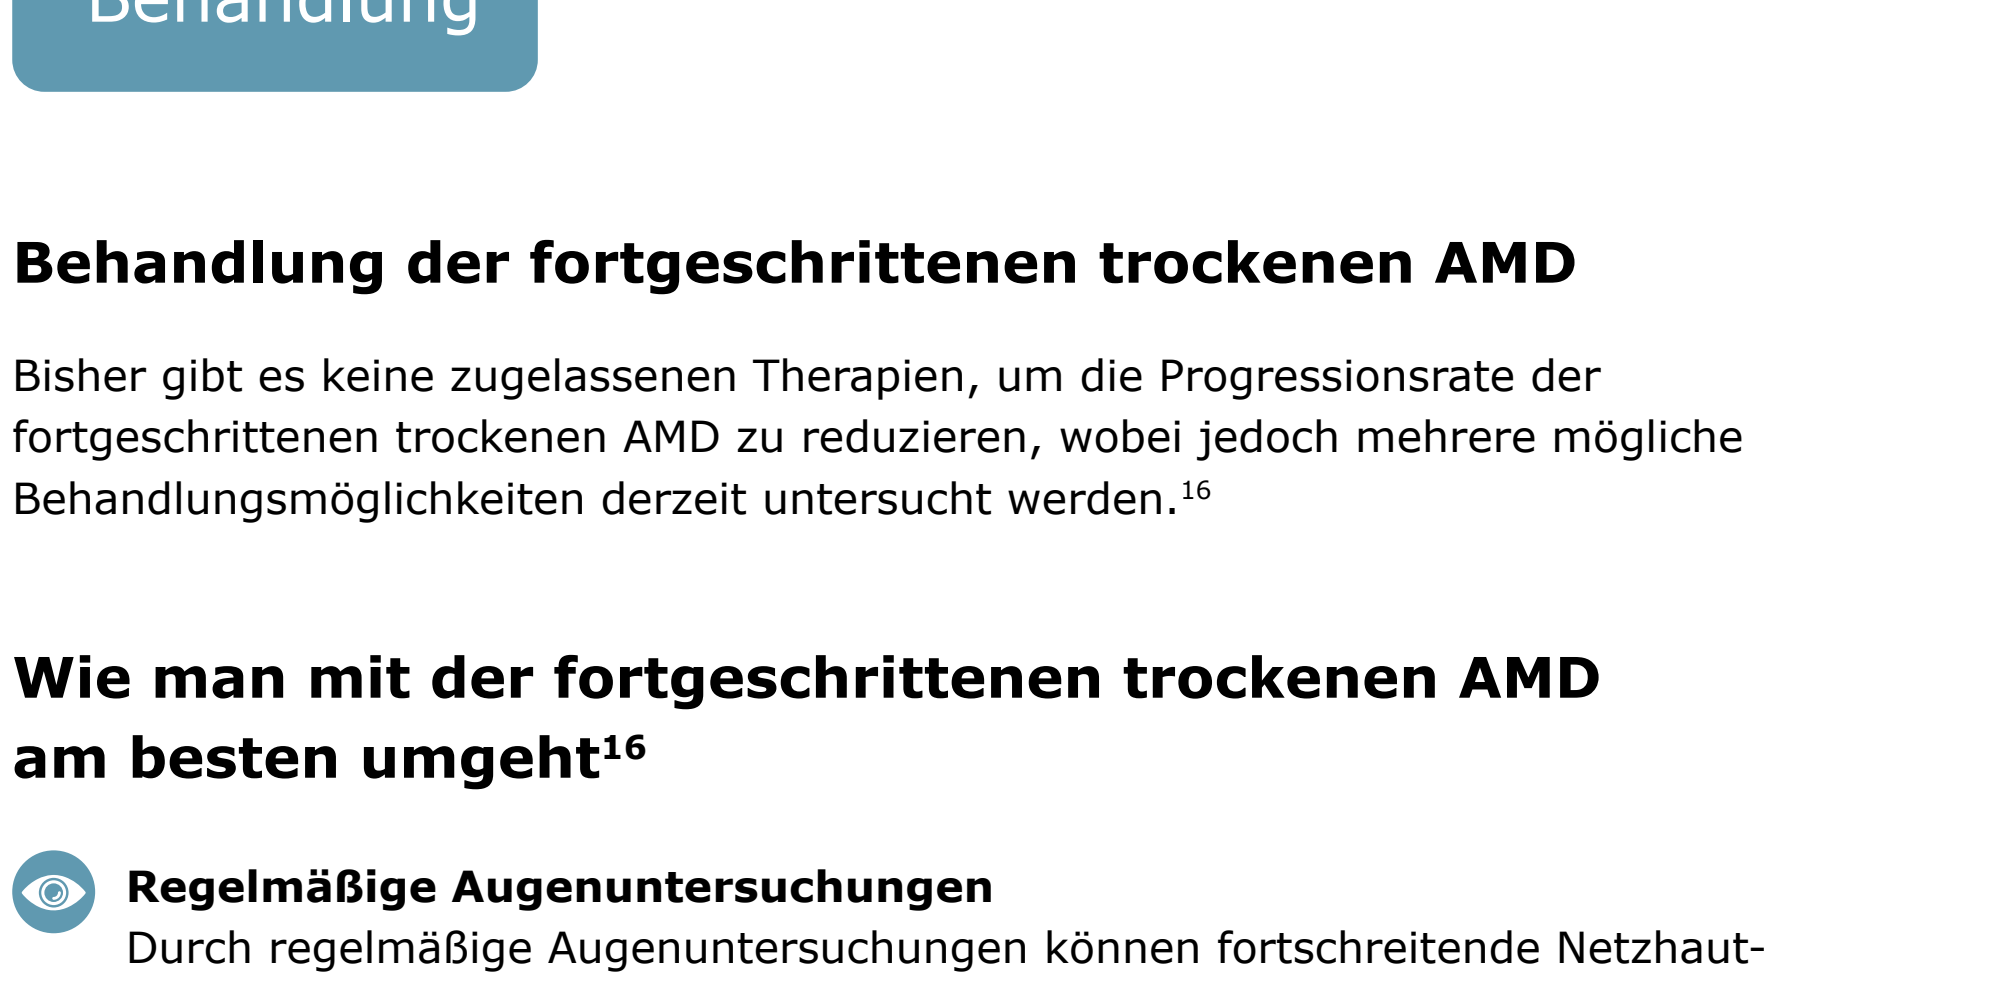 Behandlung
Behandlung der fortgeschrittenen trockenen AMD
Bisher gibt es keine zugelassenen Therapien, um die Progressionsrate der
fortgeschrittenen trockenen AMD zu reduzieren, wobei jedoch mehrere mögliche
Behandlungsmöglichkeiten derzeit untersucht werden.16
Wie man mit der fortgeschrittenen trockenen AMD
am besten umgeht16
Regelmäßige Augenuntersuchungen
Durch regelmäßige Augenuntersuchungen können fortschreitende Netzhaut-